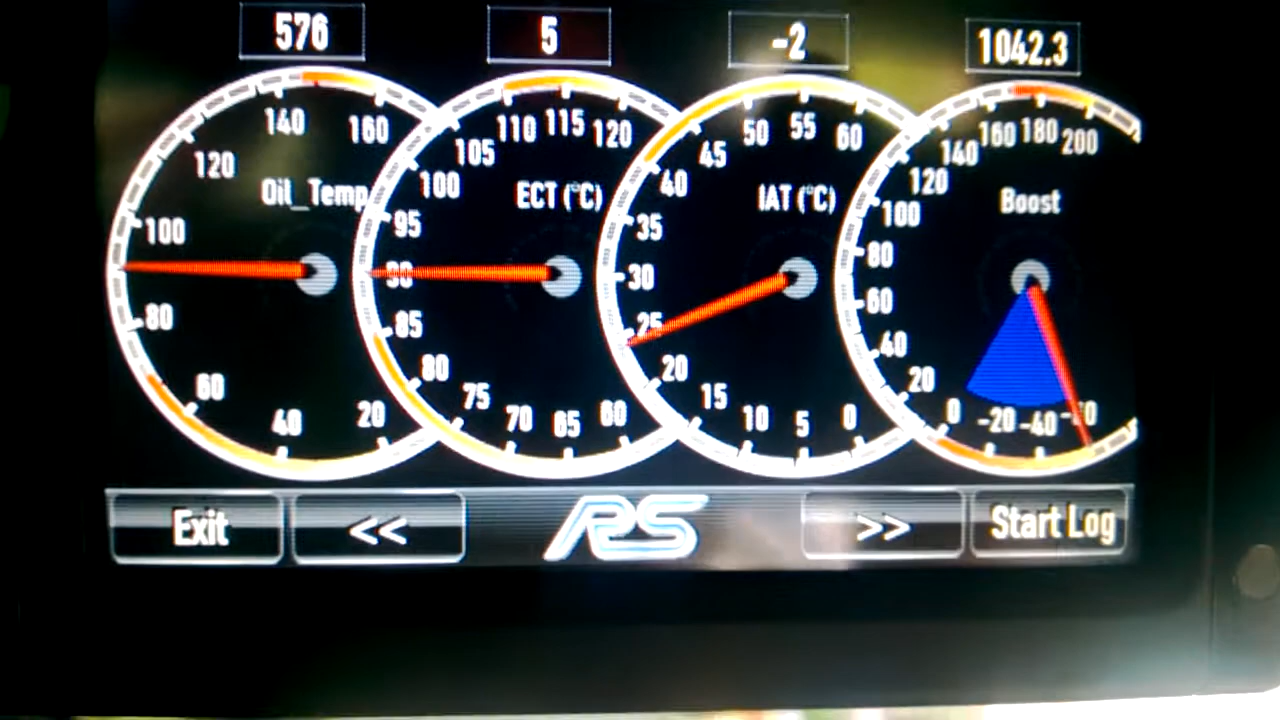 576 5 -2 1042.3
Oil_Temp
20 40 60 80 100 120 140 160
ECT (°C)
60 65 70 75 80 85 90 95 100 105 110 115 120
IAT (°C)
0 5 10 15 20 25 30 35 40 45 50 55 60
Boost
-60 -40 -20 0 20 40 60 80 100 120 140 160 180 200
Exit << RS >> Start Log